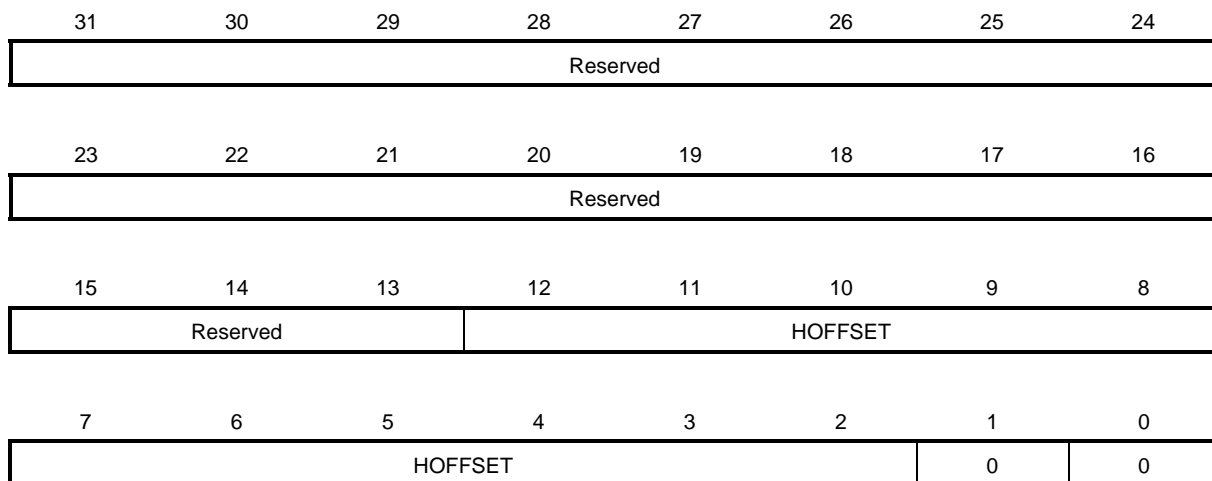 31 30 29 28 27 26 25 24
Reserved
23 22 21 20 19 18 17 16
Reserved
15 14 13 12 11 10 9 8
Reserved HOFFSET
7 6 5 4 3 2 1 0
HOFFSET 0 0